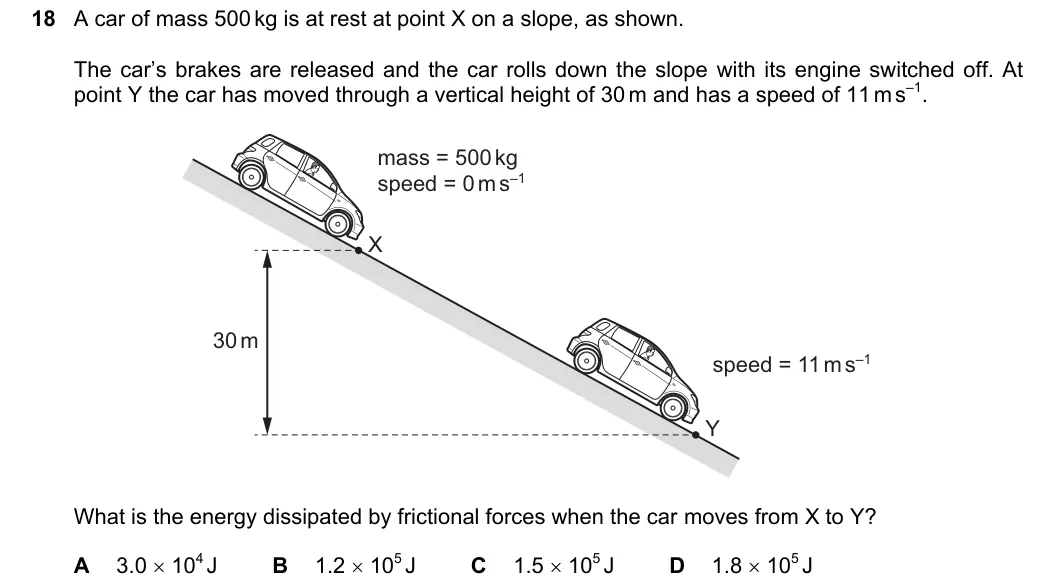 18 A car of mass 500 kg is at rest at point X on a slope, as shown.
The car's brakes are released and the car rolls down the slope with its engine switched off. At
point Y the car has moved through a vertical height of 30 m and has a speed of 11 m s⁻¹.
mass = 500 kg
speed = 0 m s⁻¹
X
30 m
speed = 11 m s⁻¹
Y
What is the energy dissipated by frictional forces when the car moves from X to Y?
A 3.0 × 10⁴ J B 1.2 × 10⁵ J C 1.5 × 10⁵ J D 1.8 × 10⁵ J